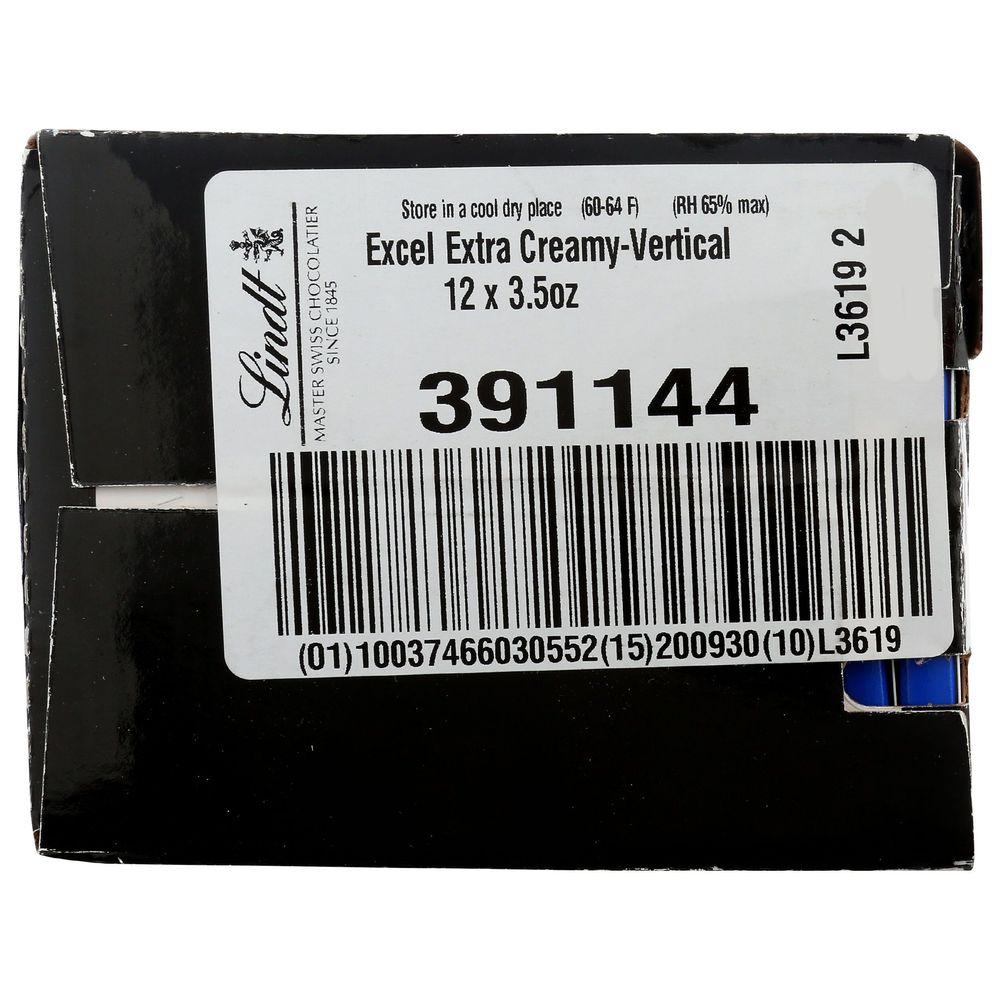 Store in a cool dry place (60-64 F) (RH 65% max)
Excel Extra Creamy-Vertical
12 x 3.5oz
391144
(01)10037466030552(15)200930(10)L3619
Lindt
MASTER SWISS CHOCOLATIER
SINCE 1845
L3619 2